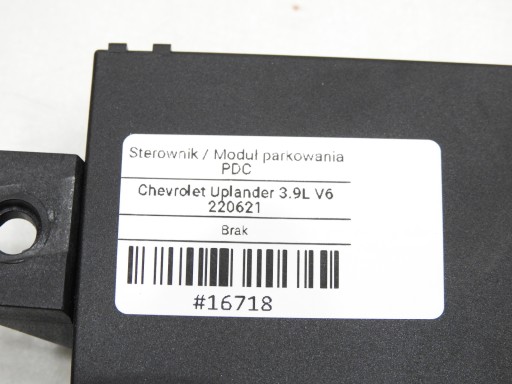 Sterownik / Moduł parkowania
PDC
Chevrolet Uplander 3.9L V6
220621
Brak
#16718